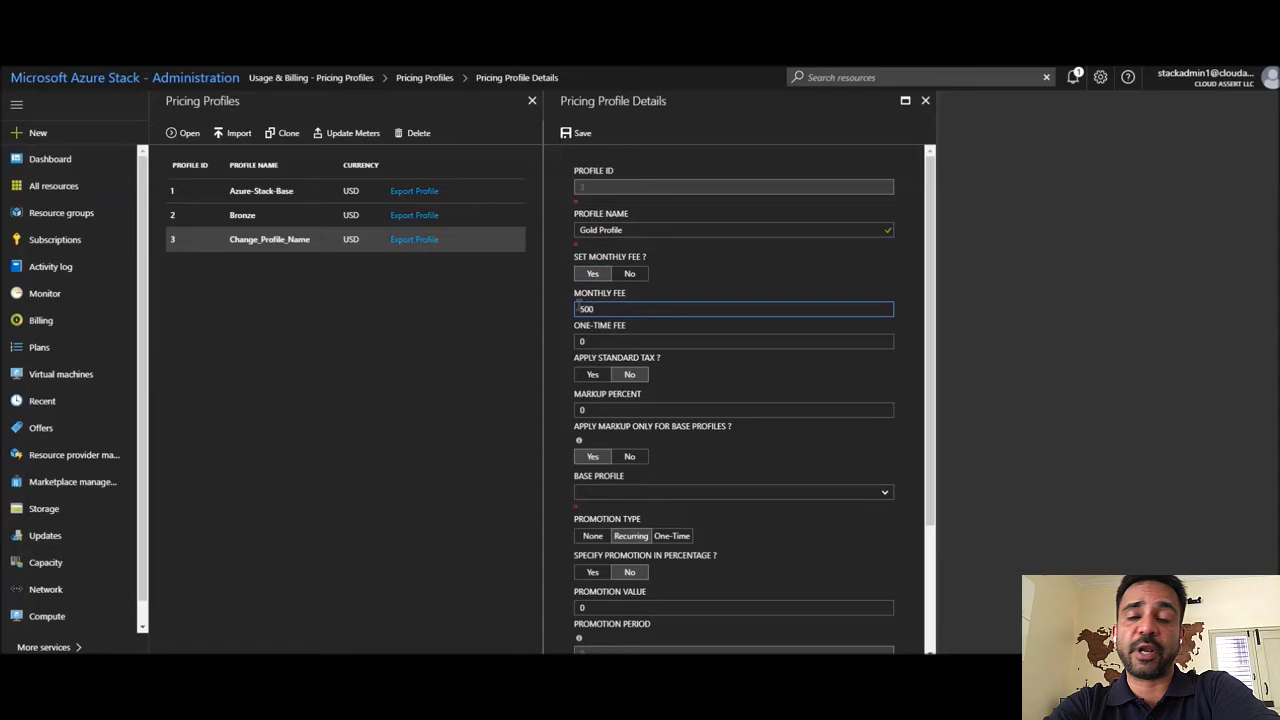 Microsoft Azure Stack - Administration
Usage & Billing - Pricing Profiles > Pricing Profiles > Pricing Profile Details
Search resources
1
stackadmin1@clouda...
CLOUD ASSERT LLC
New
Dashboard
All resources
Resource groups
Subscriptions
Activity log
Monitor
Billing
Plans
Virtual machines
Recent
Offers
Resource provider ma...
Marketplace manage...
Storage
Updates
Capacity
Network
Compute
More services >
Pricing Profiles
Open Import Clone Update Meters Delete
PROFILE ID PROFILE NAME CURRENCY
1 Azure-Stack-Base USD Export Profile
2 Bronze USD Export Profile
3 Change_Profile_Name USD Export Profile
Pricing Profile Details
Save
PROFILE ID
3
PROFILE NAME
Gold Profile
SET MONTHLY FEE ?
Yes No
MONTHLY FEE
500
ONE-TIME FEE
0
APPLY STANDARD TAX ?
Yes No
MARKUP PERCENT
0
APPLY MARKUP ONLY FOR BASE PROFILES ?
Yes No
BASE PROFILE
PROMOTION TYPE
None Recurring One-Time
SPECIFY PROMOTION IN PERCENTAGE ?
Yes No
PROMOTION VALUE
0
PROMOTION PERIOD